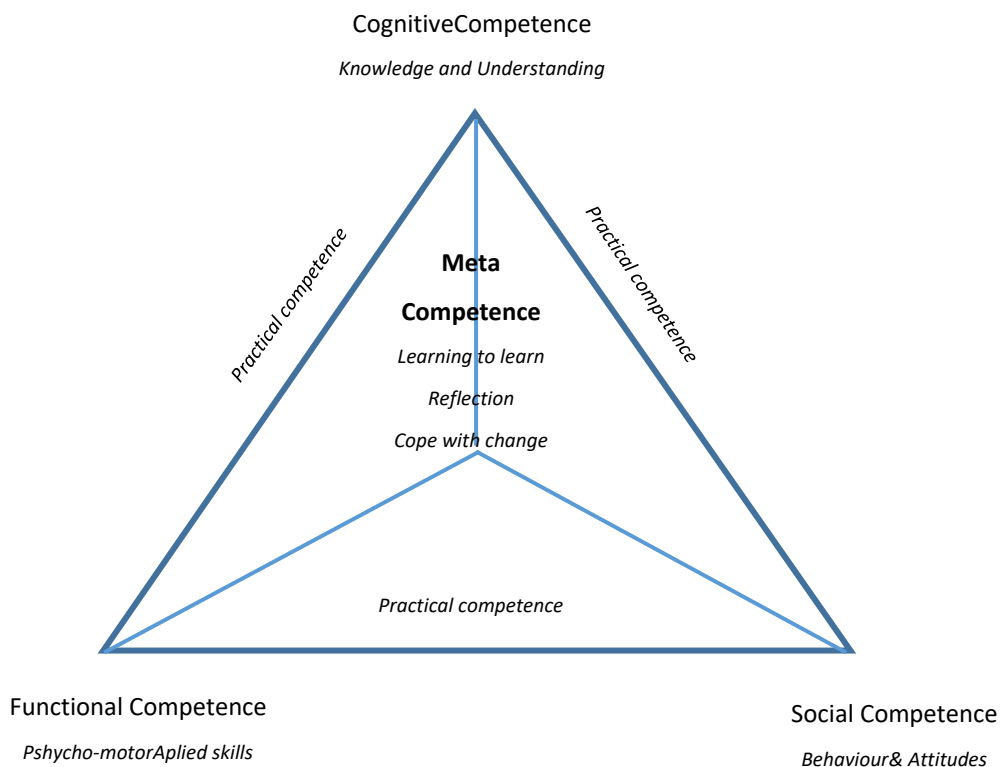 CognitiveCompetence
Knowledge and Understanding
Practical competence
Practical competence
Meta
Competence
Learning to learn
Reflection
Cope with change
Practical competence
Functional Competence
Pshycho-motorAplied skills
Social Competence
Behaviour& Attitudes